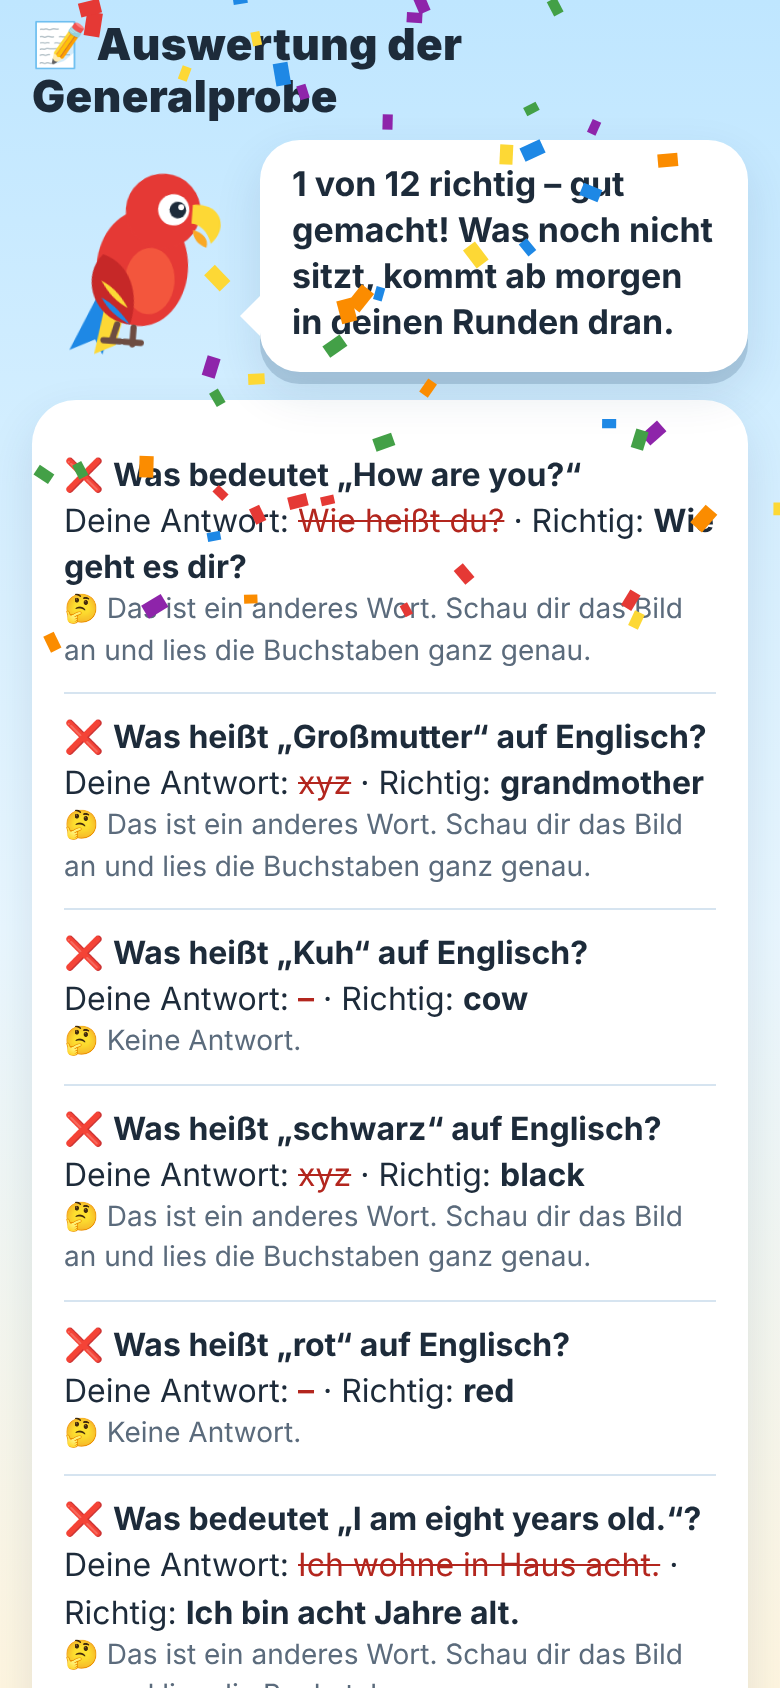 📝 Auswertung der
Generalprobe
1 von 12 richtig – gut
gemacht! Was noch nicht
sitzt, kommt ab morgen
in deinen Runden dran.
❌ Was bedeutet „How are you?“
Deine Antwort: Wie heißt du? · Richtig: Wie
geht es dir?
🤔 Das ist ein anderes Wort. Schau dir das Bild
an und lies die Buchstaben ganz genau.
❌ Was heißt „Großmutter“ auf Englisch?
Deine Antwort: xyz · Richtig: grandmother
🤔 Das ist ein anderes Wort. Schau dir das Bild
an und lies die Buchstaben ganz genau.
❌ Was heißt „Kuh“ auf Englisch?
Deine Antwort: – · Richtig: cow
🤔 Keine Antwort.
❌ Was heißt „schwarz“ auf Englisch?
Deine Antwort: xyz · Richtig: black
🤔 Das ist ein anderes Wort. Schau dir das Bild
an und lies die Buchstaben ganz genau.
❌ Was heißt „rot“ auf Englisch?
Deine Antwort: – · Richtig: red
🤔 Keine Antwort.
❌ Was bedeutet „I am eight years old.“?
Deine Antwort: Ich wohne in Haus acht. ·
Richtig: Ich bin acht Jahre alt.
🤔 Das ist ein anderes Wort. Schau dir das Bild